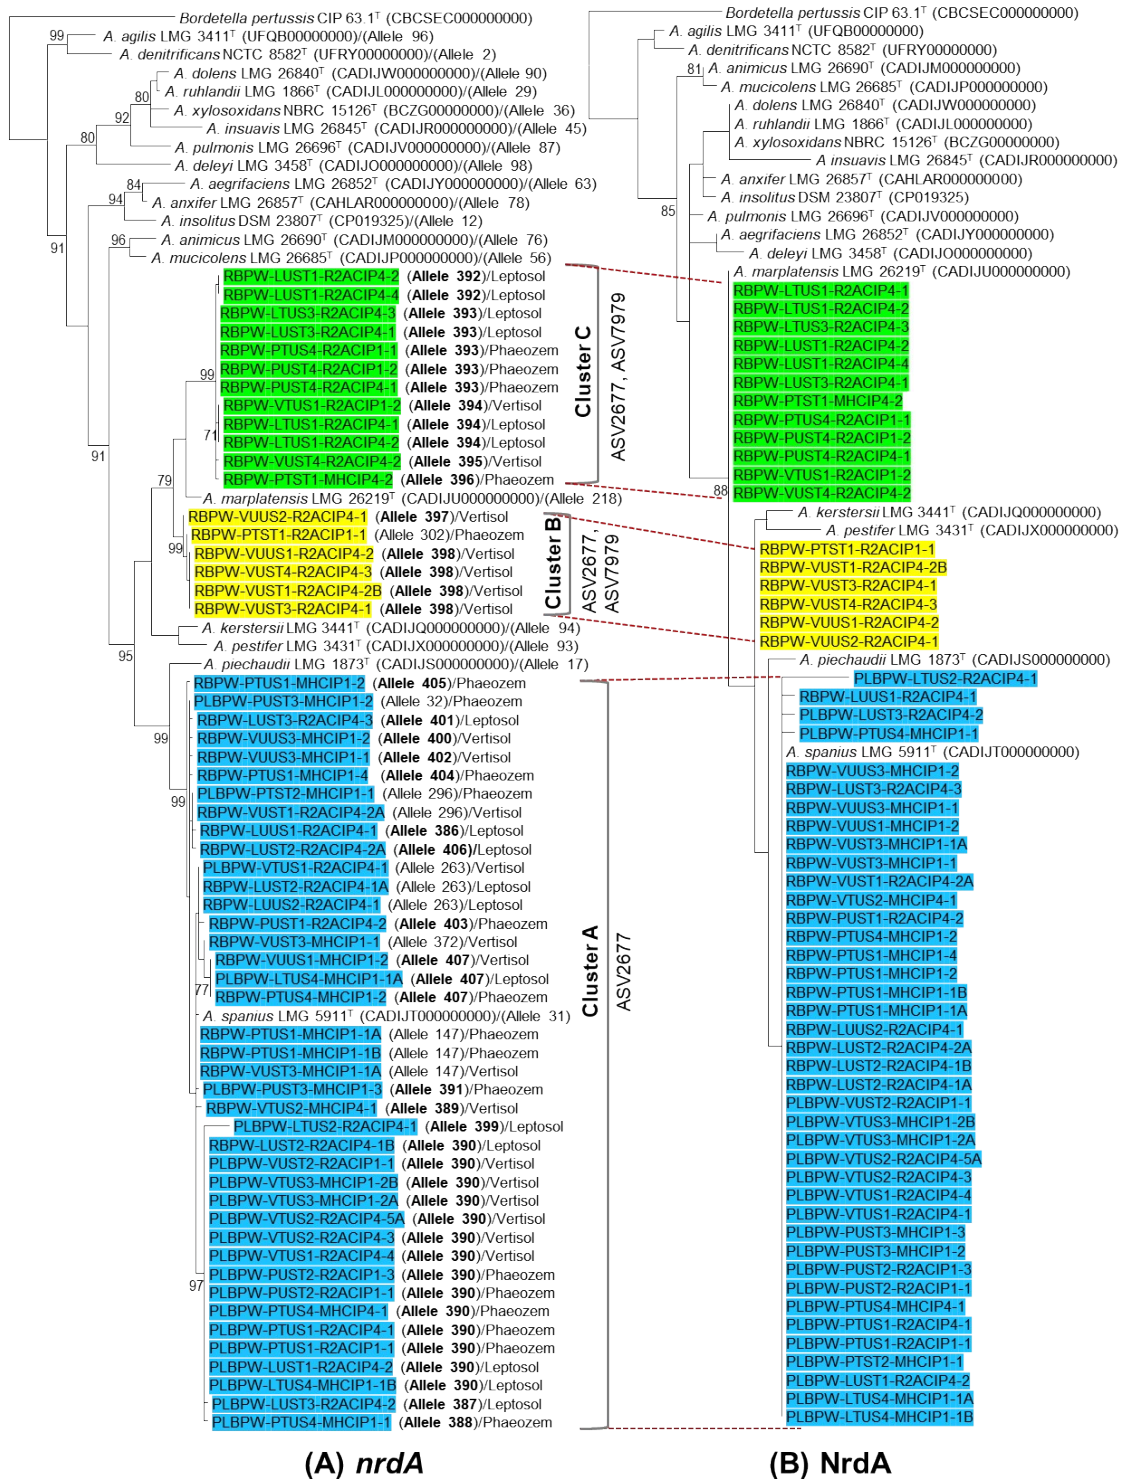 Bordetella pertussis CIP 63.1ᵀ (CBCSEC000000000)
A. agilis LMG 3411ᵀ (UFQB00000000)/(Allele 96)
A. denitrificans NCTC 8582ᵀ (UFRY00000000)/(Allele 2)
A. dolens LMG 26840ᵀ (CADIJW000000000)/(Allele 90)
A. ruhlandii LMG 1866ᵀ (CADIJL000000000)/(Allele 29)
A. xylosoxidans NBRC 15126ᵀ (BCZG00000000)/(Allele 36)
A. insuavis LMG 26845ᵀ (CADIJR000000000)/(Allele 45)
A. pulmonis LMG 26696ᵀ (CADIJV000000000)/(Allele 87)
A. deleyi LMG 3458ᵀ (CADIJO000000000)/(Allele 98)
A. aegrifaciens LMG 26852ᵀ (CADIJY000000000)/(Allele 63)
A. anxifer LMG 26857ᵀ (CAHLAR000000000)/(Allele 78)
A. insolitus DSM 23807ᵀ (CP019325)/(Allele 12)
A. animicus LMG 26690ᵀ (CADIJM000000000)/(Allele 76)
A. mucicolens LMG 26685ᵀ (CADIJP000000000)/(Allele 56)
RBPW-LUST1-R2ACIP4-2 (Allele 392)/Leptosol
RBPW-LUST1-R2ACIP4-4 (Allele 392)/Leptosol
RBPW-LTUS3-R2ACIP4-3 (Allele 393)/Leptosol
RBPW-LUST3-R2ACIP4-1 (Allele 393)/Leptosol
RBPW-PTUS4-R2ACIP1-1 (Allele 393)/Phaeozem
RBPW-PUST4-R2ACIP1-2 (Allele 393)/Phaeozem
RBPW-PUST4-R2ACIP4-1 (Allele 393)/Phaeozem
RBPW-VTUS1-R2ACIP1-2 (Allele 394)/Vertisol
RBPW-LTUS1-R2ACIP4-1 (Allele 394)/Leptosol
RBPW-LTUS1-R2ACIP4-2 (Allele 394)/Leptosol
RBPW-VUST4-R2ACIP4-2 (Allele 395)/Vertisol
RBPW-PTST1-MHCIP4-2 (Allele 396)/Phaeozem
A. marplatensis LMG 26219ᵀ (CADIJU000000000)/(Allele 218)
RBPW-VUUS2-R2ACIP4-1 (Allele 397)/Vertisol
RBPW-PTST1-R2ACIP1-1 (Allele 302)/Phaeozem
RBPW-VUUS1-R2ACIP4-2 (Allele 398)/Vertisol
RBPW-VUST4-R2ACIP4-3 (Allele 398)/Vertisol
RBPW-VUST1-R2ACIP4-2B (Allele 398)/Vertisol
RBPW-VUST3-R2ACIP4-1 (Allele 398)/Vertisol
A. kerstersii LMG 3441ᵀ (CADIJQ000000000)/(Allele 94)
A. pestifer LMG 3431ᵀ (CADIJX000000000)/(Allele 93)
A. piechaudii LMG 1873ᵀ (CADIJS000000000)/(Allele 17)
RBPW-PTUS1-MHCIP1-2 (Allele 405)/Phaeozem
PLBPW-PUST3-MHCIP1-2 (Allele 32)/Phaeozem
RBPW-LUST3-R2ACIP4-3 (Allele 401)/Leptosol
RBPW-VUUS3-MHCIP1-2 (Allele 400)/Vertisol
RBPW-VUUS3-MHCIP1-1 (Allele 402)/Vertisol
RBPW-PTUS1-MHCIP1-4 (Allele 404)/Phaeozem
PLBPW-PTST2-MHCIP1-1 (Allele 296)/Phaeozem
RBPW-VUST1-R2ACIP4-2A (Allele 296)/Vertisol
RBPW-LUUS1-R2ACIP4-1 (Allele 386)/Leptosol
RBPW-LUST2-R2ACIP4-2A (Allele 406)/Leptosol
PLBPW-VTUS1-R2ACIP4-1 (Allele 263)/Vertisol
RBPW-LUST2-R2ACIP4-1A (Allele 263)/Leptosol
RBPW-LUUS2-R2ACIP4-1 (Allele 263)/Leptosol
RBPW-PUST1-R2ACIP4-2 (Allele 403)/Phaeozem
RBPW-VUST3-MHCIP1-1 (Allele 372)/Vertisol
RBPW-VUUS1-MHCIP1-2 (Allele 407)/Vertisol
PLBPW-LTUS4-MHCIP1-1A (Allele 407)/Leptosol
RBPW-PTUS4-MHCIP1-2 (Allele 407)/Phaeozem
A. spanius LMG 5911ᵀ (CADIJT000000000)/(Allele 31)
RBPW-PTUS1-MHCIP1-1A (Allele 147)/Phaeozem
RBPW-PTUS1-MHCIP1-1B (Allele 147)/Phaeozem
RBPW-VUST3-MHCIP1-1A (Allele 147)/Vertisol
PLBPW-PUST3-MHCIP1-3 (Allele 391)/Phaeozem
RBPW-VTUS2-MHCIP4-1 (Allele 389)/Vertisol
PLBPW-LTUS2-R2ACIP4-1 (Allele 399)/Leptosol
RBPW-LUST2-R2ACIP4-1B (Allele 390)/Leptosol
PLBPW-VUST2-R2ACIP1-1 (Allele 390)/Vertisol
PLBPW-VTUS3-MHCIP1-2B (Allele 390)/Vertisol
PLBPW-VTUS3-MHCIP1-2A (Allele 390)/Vertisol
PLBPW-VTUS2-R2ACIP4-5A (Allele 390)/Vertisol
PLBPW-VTUS2-R2ACIP4-3 (Allele 390)/Vertisol
PLBPW-VTUS1-R2ACIP4-4 (Allele 390)/Vertisol
PLBPW-PUST2-R2ACIP1-3 (Allele 390)/Phaeozem
PLBPW-PUST2-R2ACIP1-1 (Allele 390)/Phaeozem
PLBPW-PTUS4-MHCIP4-1 (Allele 390)/Phaeozem
PLBPW-PTUS1-R2ACIP4-1 (Allele 390)/Phaeozem
PLBPW-PTUS1-R2ACIP1-1 (Allele 390)/Phaeozem
PLBPW-LUST1-R2ACIP4-2 (Allele 390)/Leptosol
PLBPW-LTUS4-MHCIP1-1B (Allele 390)/Leptosol
PLBPW-LUST3-R2ACIP4-2 (Allele 387)/Leptosol
PLBPW-PTUS4-MHCIP1-1 (Allele 388)/Phaeozem
99
80
92
80
84
94
91
96
99
71
91
79
99
95
99
99
77
97
Cluster C
ASV2677, ASV7979
Cluster B
ASV2677,
ASV7979
Cluster A
ASV2677
(A) nrdA
Bordetella pertussis CIP 63.1ᵀ (CBCSEC000000000)
A. agilis LMG 3411ᵀ (UFQB00000000)
A. denitrificans NCTC 8582ᵀ (UFRY00000000)
A. animicus LMG 26690ᵀ (CADIJM000000000)
A. mucicolens LMG 26685ᵀ (CADIJP000000000)
A. dolens LMG 26840ᵀ (CADIJW000000000)
A. ruhlandii LMG 1866ᵀ (CADIJL000000000)
A. xylosoxidans NBRC 15126ᵀ (BCZG00000000)
A insuavis LMG 26845ᵀ (CADIJR000000000)
A. anxifer LMG 26857ᵀ (CAHLAR000000000)
A. insolitus DSM 23807ᵀ (CP019325)
A. pulmonis LMG 26696ᵀ (CADIJV000000000)
A. aegrifaciens LMG 26852ᵀ (CADIJY000000000)
A. deleyi LMG 3458ᵀ (CADIJO000000000)
A. marplatensis LMG 26219ᵀ (CADIJU000000000)
RBPW-LTUS1-R2ACIP4-1
RBPW-LTUS1-R2ACIP4-2
RBPW-LTUS3-R2ACIP4-3
RBPW-LUST1-R2ACIP4-2
RBPW-LUST1-R2ACIP4-4
RBPW-LUST3-R2ACIP4-1
RBPW-PTST1-MHCIP4-2
RBPW-PTUS4-R2ACIP1-1
RBPW-PUST4-R2ACIP1-2
RBPW-PUST4-R2ACIP4-1
RBPW-VTUS1-R2ACIP1-2
RBPW-VUST4-R2ACIP4-2
A. kerstersii LMG 3441ᵀ (CADIJQ000000000)
A. pestifer LMG 3431ᵀ (CADIJX000000000)
RBPW-PTST1-R2ACIP1-1
RBPW-VUST1-R2ACIP4-2B
RBPW-VUST3-R2ACIP4-1
RBPW-VUST4-R2ACIP4-3
RBPW-VUUS1-R2ACIP4-2
RBPW-VUUS2-R2ACIP4-1
A. piechaudii LMG 1873ᵀ (CADIJS000000000)
PLBPW-LTUS2-R2ACIP4-1
RBPW-LUUS1-R2ACIP4-1
PLBPW-LUST3-R2ACIP4-2
PLBPW-PTUS4-MHCIP1-1
A. spanius LMG 5911ᵀ (CADIJT000000000)
RBPW-VUUS3-MHCIP1-2
RBPW-LUST3-R2ACIP4-3
RBPW-VUUS3-MHCIP1-1
RBPW-VUUS1-MHCIP1-2
RBPW-VUST3-MHCIP1-1A
RBPW-VUST3-MHCIP1-1
RBPW-VUST1-R2ACIP4-2A
RBPW-VTUS2-MHCIP4-1
RBPW-PUST1-R2ACIP4-2
RBPW-PTUS4-MHCIP1-2
RBPW-PTUS1-MHCIP1-4
RBPW-PTUS1-MHCIP1-2
RBPW-PTUS1-MHCIP1-1B
RBPW-PTUS1-MHCIP1-1A
RBPW-LUUS2-R2ACIP4-1
RBPW-LUST2-R2ACIP4-2A
RBPW-LUST2-R2ACIP4-1B
RBPW-LUST2-R2ACIP4-1A
PLBPW-VUST2-R2ACIP1-1
PLBPW-VTUS3-MHCIP1-2B
PLBPW-VTUS3-MHCIP1-2A
PLBPW-VTUS2-R2ACIP4-5A
PLBPW-VTUS2-R2ACIP4-3
PLBPW-VTUS1-R2ACIP4-4
PLBPW-VTUS1-R2ACIP4-1
PLBPW-PUST3-MHCIP1-3
PLBPW-PUST3-MHCIP1-2
PLBPW-PUST2-R2ACIP1-3
PLBPW-PUST2-R2ACIP1-1
PLBPW-PTUS4-MHCIP4-1
PLBPW-PTUS1-R2ACIP4-1
PLBPW-PTUS1-R2ACIP1-1
PLBPW-PTST2-MHCIP1-1
PLBPW-LUST1-R2ACIP4-2
PLBPW-LTUS4-MHCIP1-1A
PLBPW-LTUS4-MHCIP1-1B
81
85
88
(B) NrdA